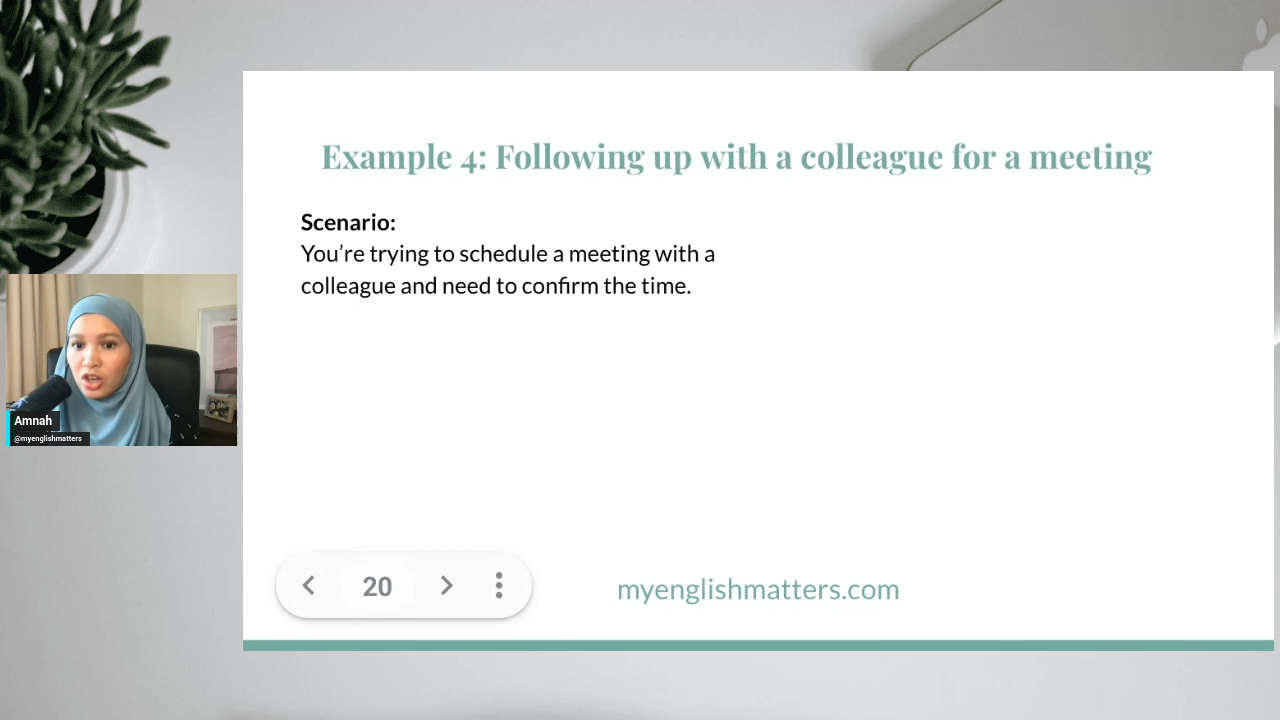 Example 4: Following up with a colleague for a meeting
Scenario:
You’re trying to schedule a meeting with a
colleague and need to confirm the time.
Amnah
@myenglishmatters
20
myenglishmatters.com